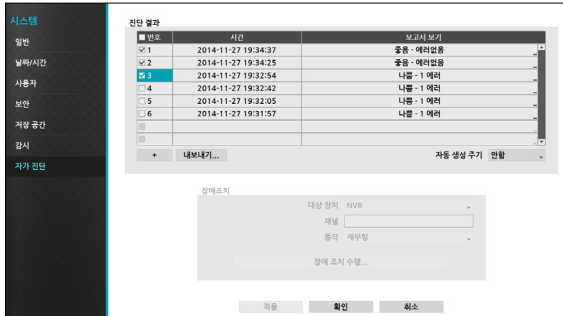 시스템
일반
날짜/시간
사용자
보안
저장 공간
감시
자가 진단
진단 결과
번호 시간 보고서 보기
1 2014-11-27 19:34:37 좋음 - 에러없음
2 2014-11-27 19:34:25 좋음 - 에러없음
3 2014-11-27 19:32:54 나쁨 - 1 에러
4 2014-11-27 19:32:42 나쁨 - 1 에러
5 2014-11-27 19:32:05 나쁨 - 1 에러
6 2014-11-27 19:31:57 나쁨 - 1 에러
+ 내보내기... 자동 생성 주기 안함
장애조치
대상 장치 NVR
채널
동작 재부팅
장애 조치 수행...
적용 확인 취소